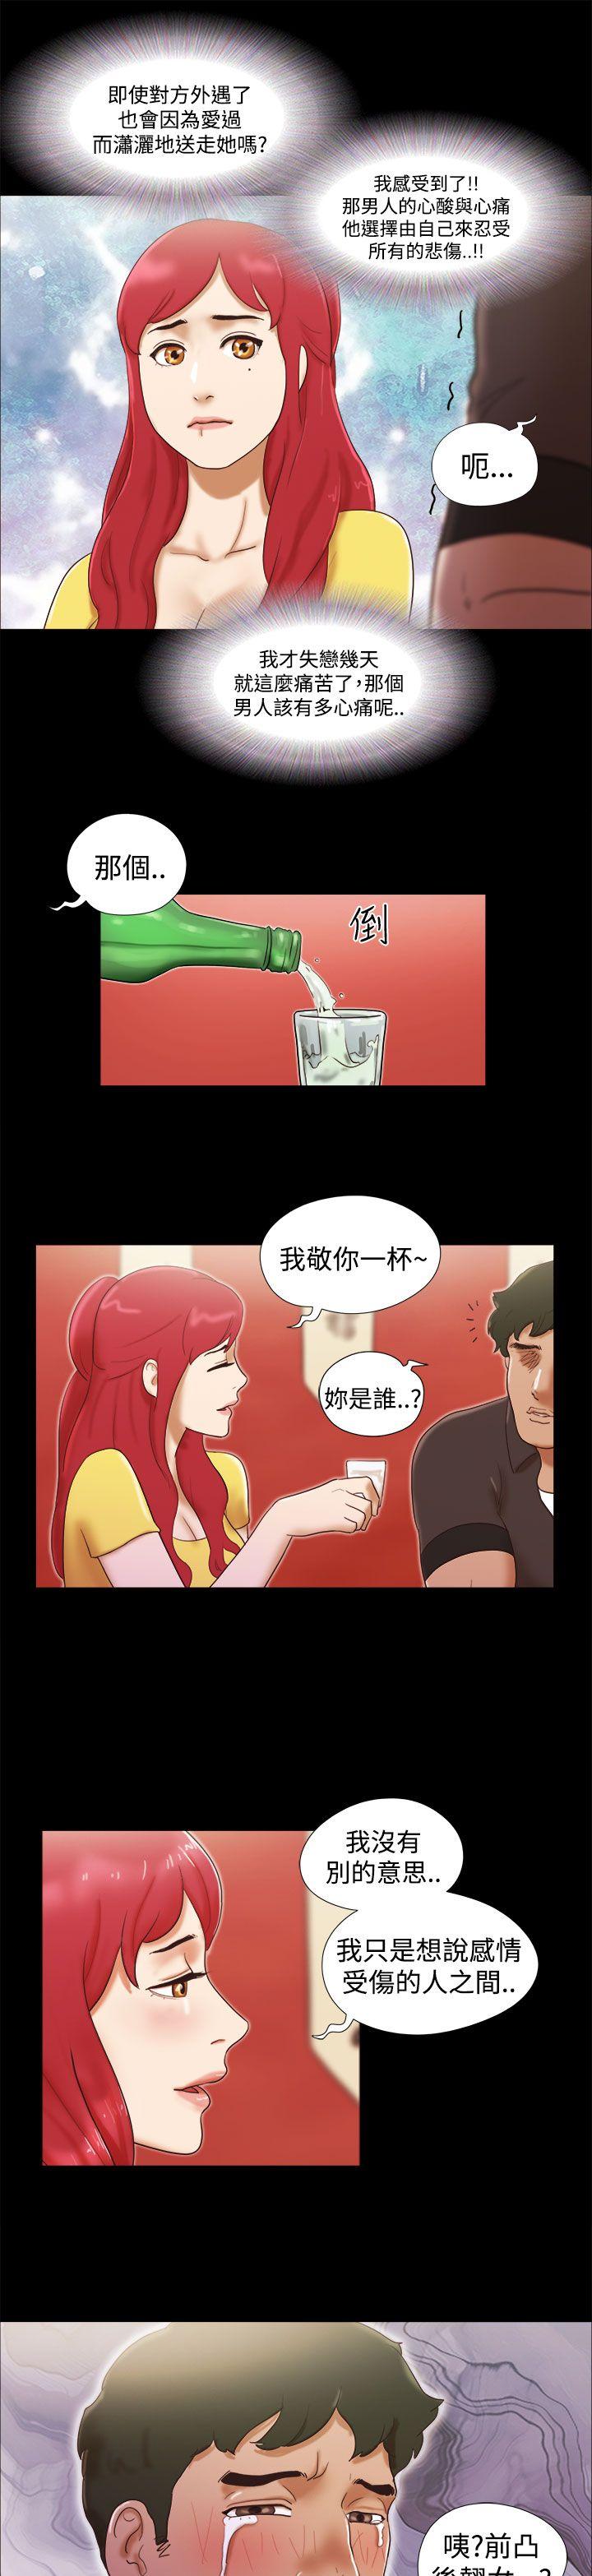 即使對方外遇了
也會因為愛過
而瀟灑地送走她嗎?
我感受到了!!
那男人的心酸與心痛
他選擇由自己來忍受
所有的悲傷..!!
呃...
我才失戀幾天
就這麼痛苦了,那個
男人該有多心痛呢..
那個..
倒
我敬你一杯~
妳是誰..?
我沒有
別的意思..
我只是想說感情
受傷的人之間..
咦?前凸